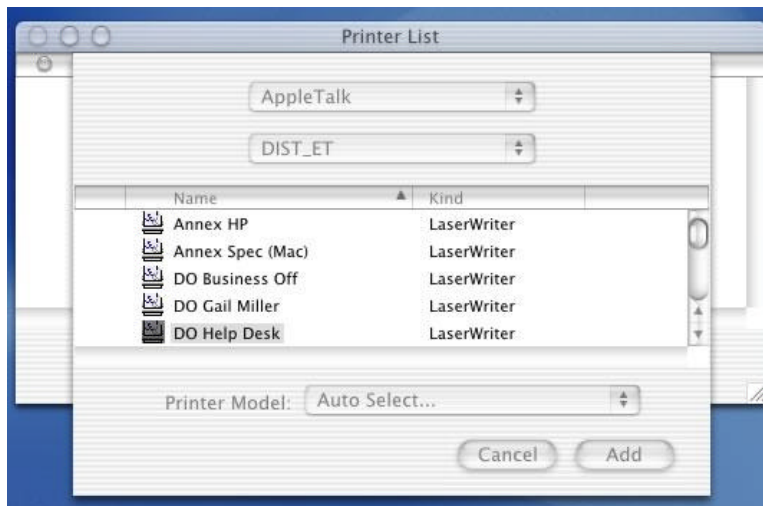 Printer List
AppleTalk
DIST_ET
Name Kind
Annex HP LaserWriter
Annex Spec (Mac) LaserWriter
DO Business Off LaserWriter
DO Gail Miller LaserWriter
DO Help Desk LaserWriter
Printer Model: Auto Select...
Cancel Add